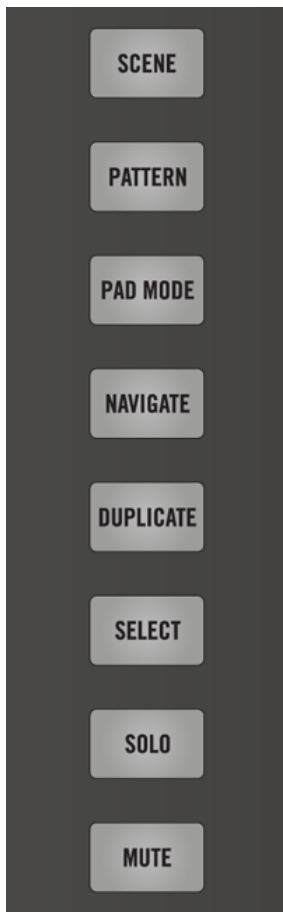 SCENE
PATTERN
PAD MODE
NAVIGATE
DUPLICATE
SELECT
SOLO
MUTE